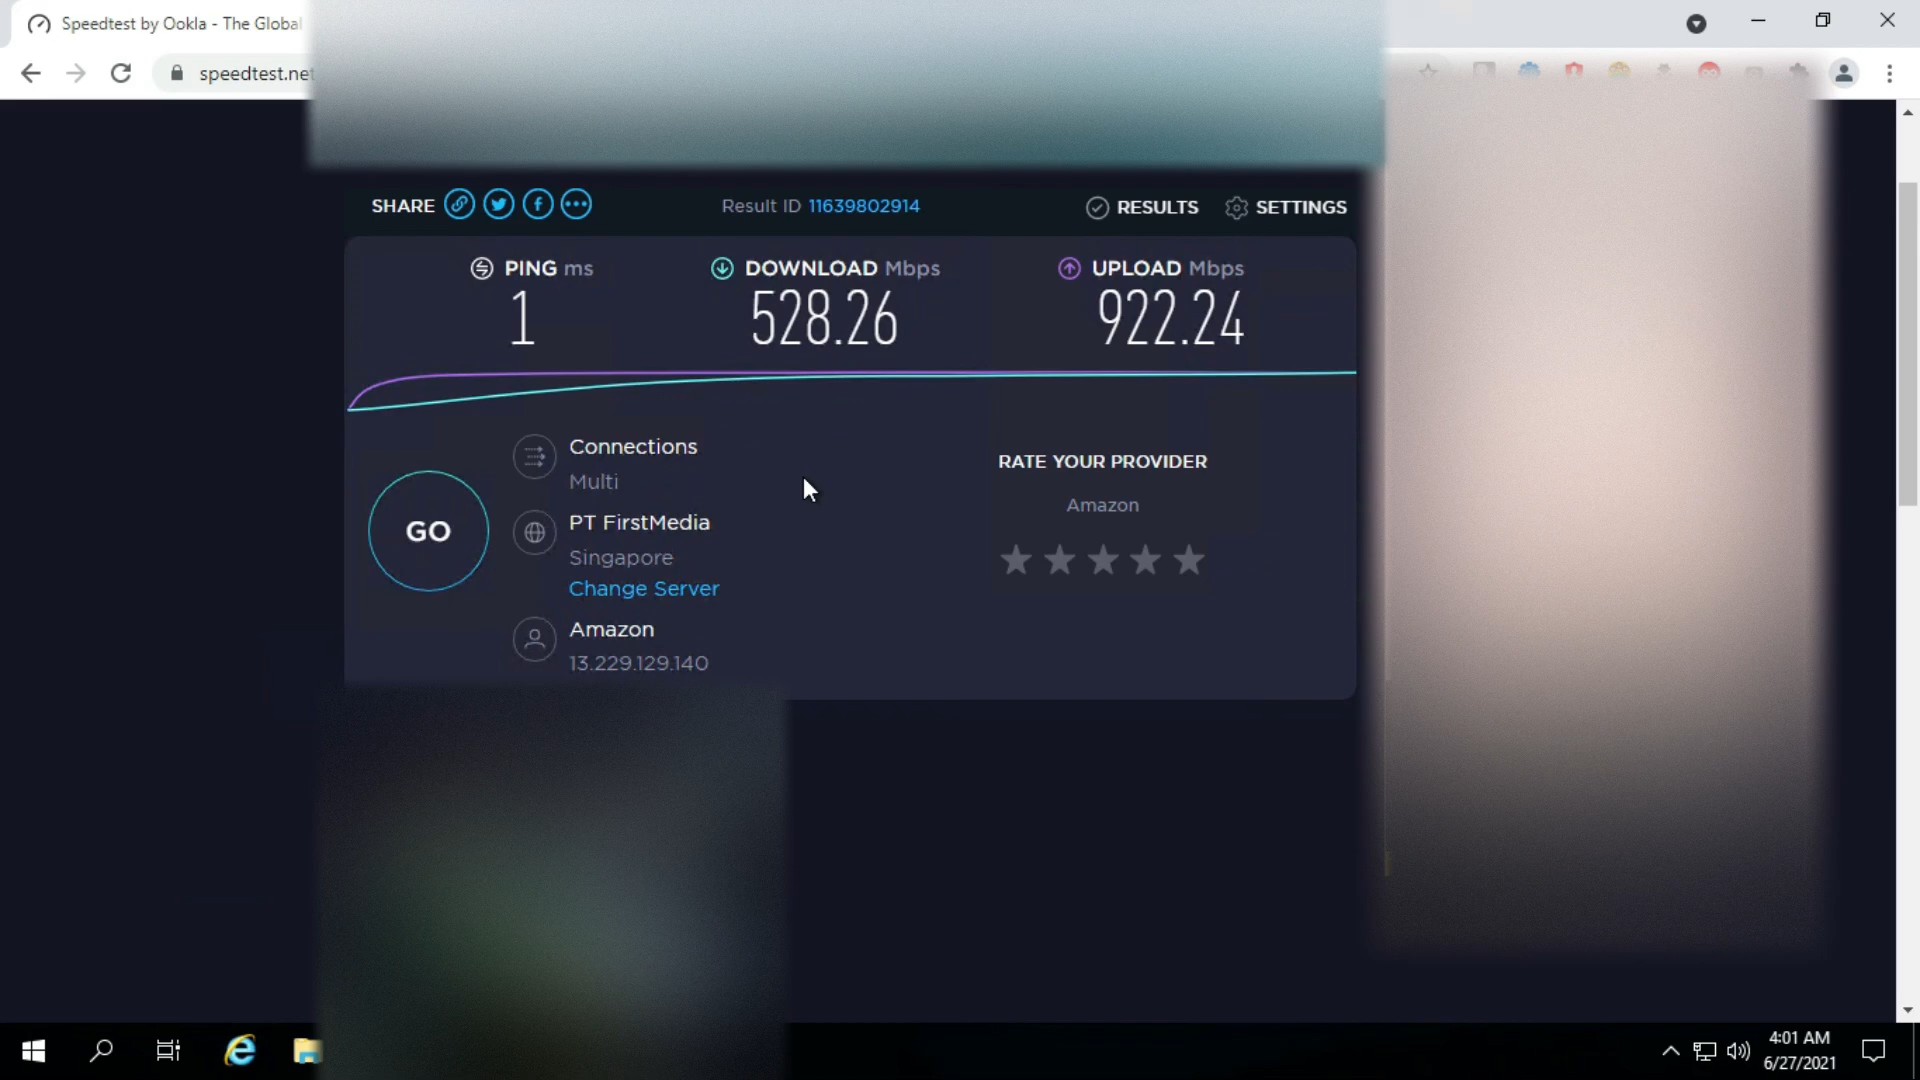 Speedtest by Ookla - The Global
speedtest.net
SHARE
Result ID 11639802914
RESULTS
SETTINGS
PING ms
1
DOWNLOAD Mbps
528.26
UPLOAD Mbps
922.24
GO
Connections
Multi
PT FirstMedia
Singapore
Change Server
Amazon
13.229.129.140
RATE YOUR PROVIDER
Amazon
4:01 AM
6/27/2021